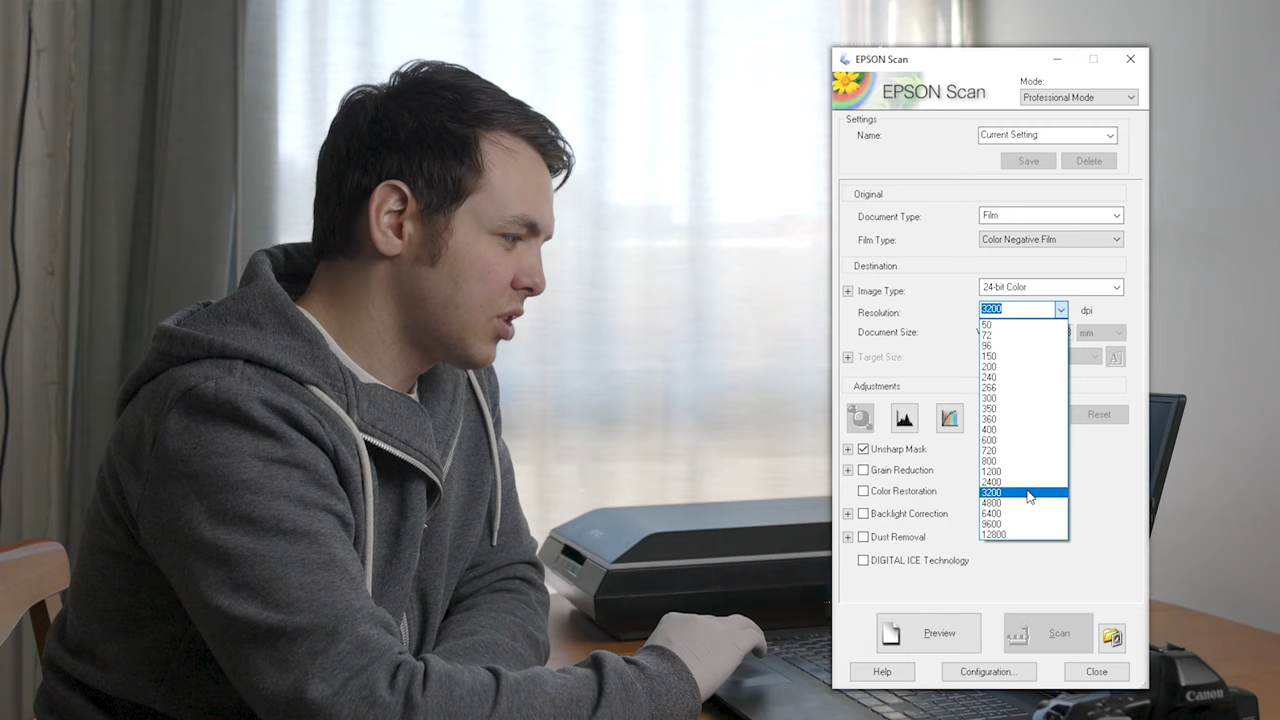 EPSON Scan
EPSON Scan
Mode:
Professional Mode
Settings
Name:
Current Setting
Save
Delete
Original
Document Type:
Film
Film Type:
Color Negative Film
Destination
Image Type:
24-bit Color
Resolution:
3200
dpi
50
72
96
150
200
240
266
300
350
360
400
600
720
800
1200
2400
3200
4800
6400
9600
12800
Document Size:
mm
Target Size:
A
Adjustments
Reset
Unsharp Mask
Grain Reduction
Color Restoration
Backlight Correction
Dust Removal
DIGITAL ICE Technology
Preview
Scan
Help
Configuration...
Close
Canon